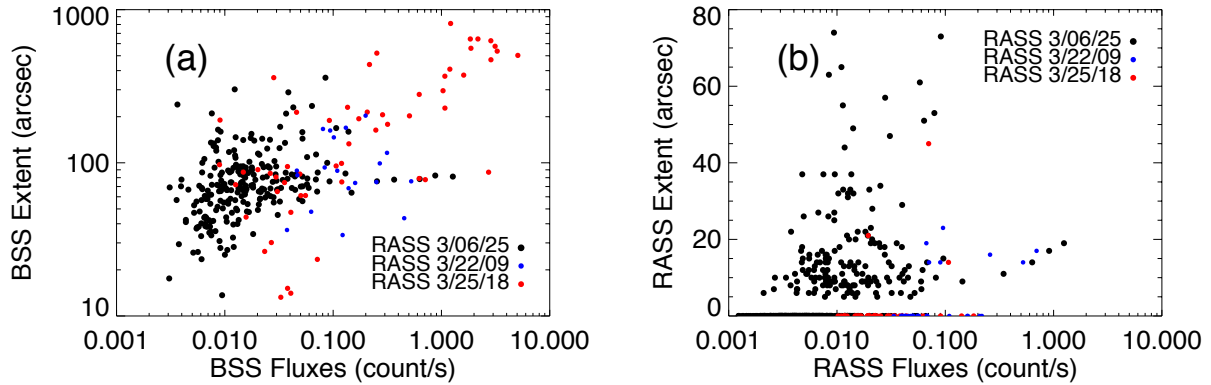 (a)
BSS Extent (arcsec)
1000
100
10
RASS 3/06/25
RASS 3/22/09
RASS 3/25/18
0.001 0.010 0.100 1.000 10.000
BSS Fluxes (count/s)
(b)
RASS Extent (arcsec)
80
60
40
20
0
RASS 3/06/25
RASS 3/22/09
RASS 3/25/18
0.001 0.010 0.100 1.000 10.000
RASS Fluxes (count/s)